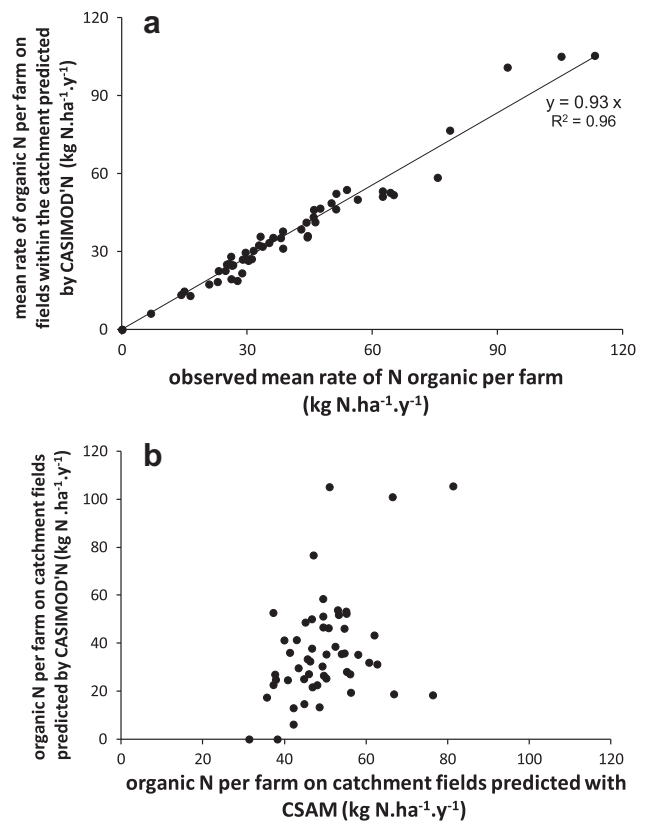 a
mean rate of organic N per farm on
fields within the catchment predicted
by CASIMOD'N (kg N.ha-1.y-1)
120
90
60
30
0
y = 0.93 x
R² = 0.96
0 30 60 90 120
observed mean rate of N organic per farm
(kg N.ha-1.y-1)
b
organic N per farm on catchment fields
predicted by CASIMOD'N (kg N .ha-1.y-1)
120
100
80
60
40
20
0
0 20 40 60 80 100 120
organic N per farm on catchment fields predicted with
CSAM (kg N.ha-1.y-1)